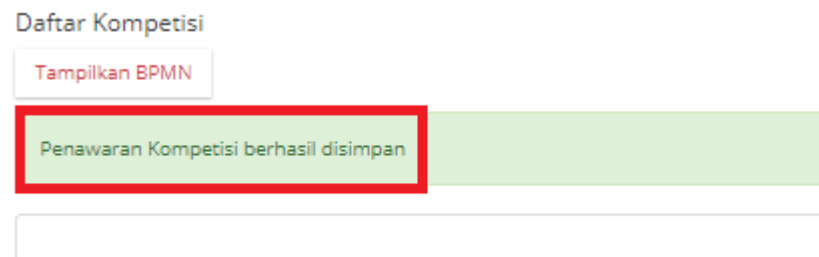 Daftar Kompetisi
Tampilkan BPMN
Penawaran Kompetisi berhasil disimpan